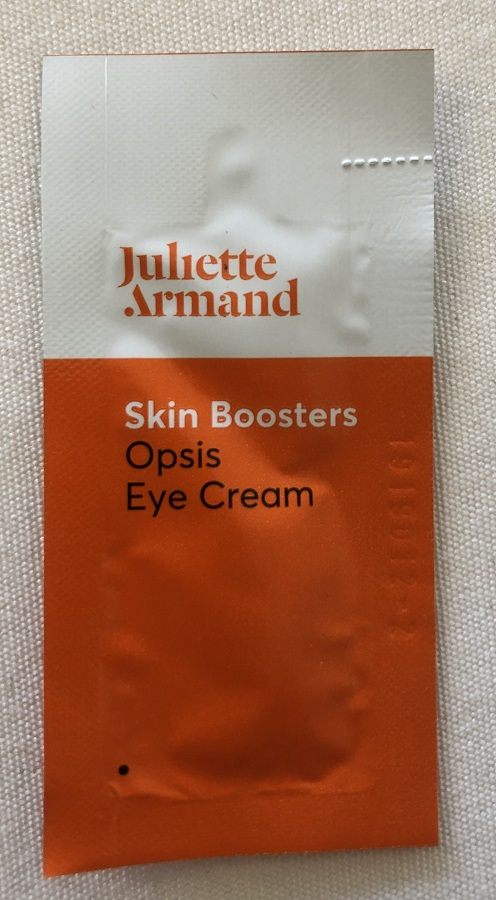 Juliette
Armand
Skin Boosters
Opsis
Eye Cream